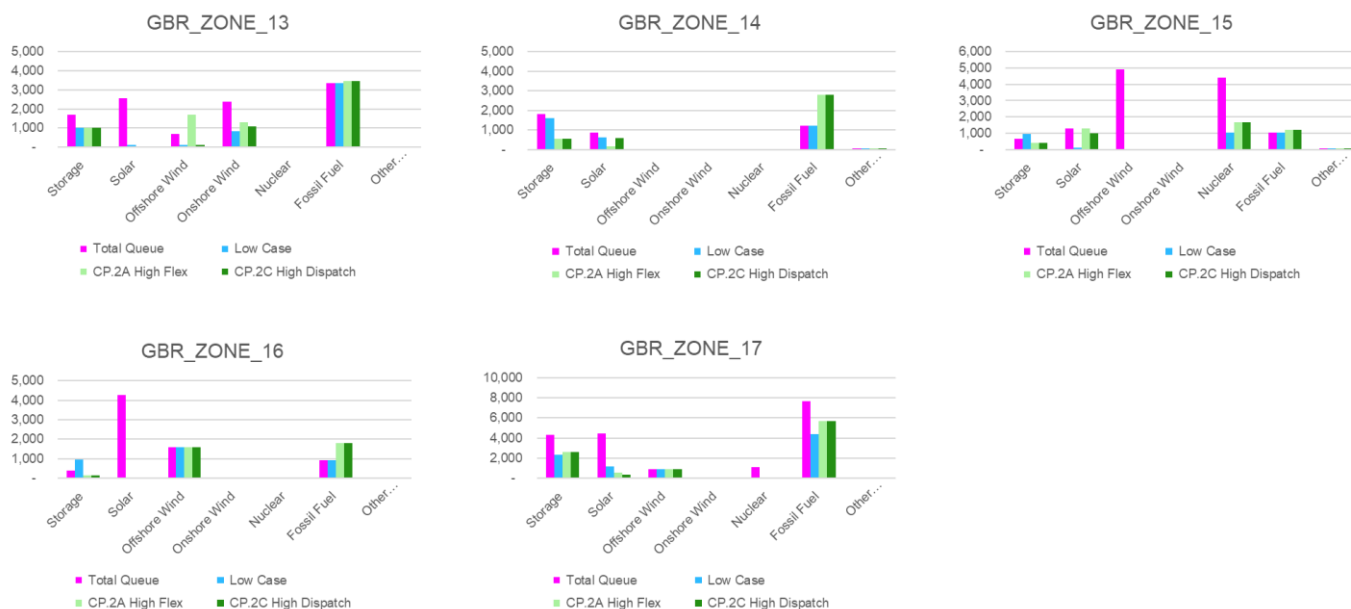 GBR_ZONE_13
5,000
4,000
3,000
2,000
1,000
-
Storage
Solar
Offshore Wind
Onshore Wind
Nuclear
Fossil Fuel
Other...
Total Queue
Low Case
CP.2A High Flex
CP.2C High Dispatch
GBR_ZONE_14
5,000
4,000
3,000
2,000
1,000
-
Storage
Solar
Offshore Wind
Onshore Wind
Nuclear
Fossil Fuel
Other...
Total Queue
Low Case
CP.2A High Flex
CP.2C High Dispatch
GBR_ZONE_15
6,000
5,000
4,000
3,000
2,000
1,000
-
Storage
Solar
Offshore Wind
Onshore Wind
Nuclear
Fossil Fuel
Other...
Total Queue
Low Case
CP.2A High Flex
CP.2C High Dispatch
GBR_ZONE_16
5,000
4,000
3,000
2,000
1,000
-
Storage
Solar
Offshore Wind
Onshore Wind
Nuclear
Fossil Fuel
Other...
Total Queue
Low Case
CP.2A High Flex
CP.2C High Dispatch
GBR_ZONE_17
10,000
8,000
6,000
4,000
2,000
-
Storage
Solar
Offshore Wind
Onshore Wind
Nuclear
Fossil Fuel
Other...
Total Queue
Low Case
CP.2A High Flex
CP.2C High Dispatch